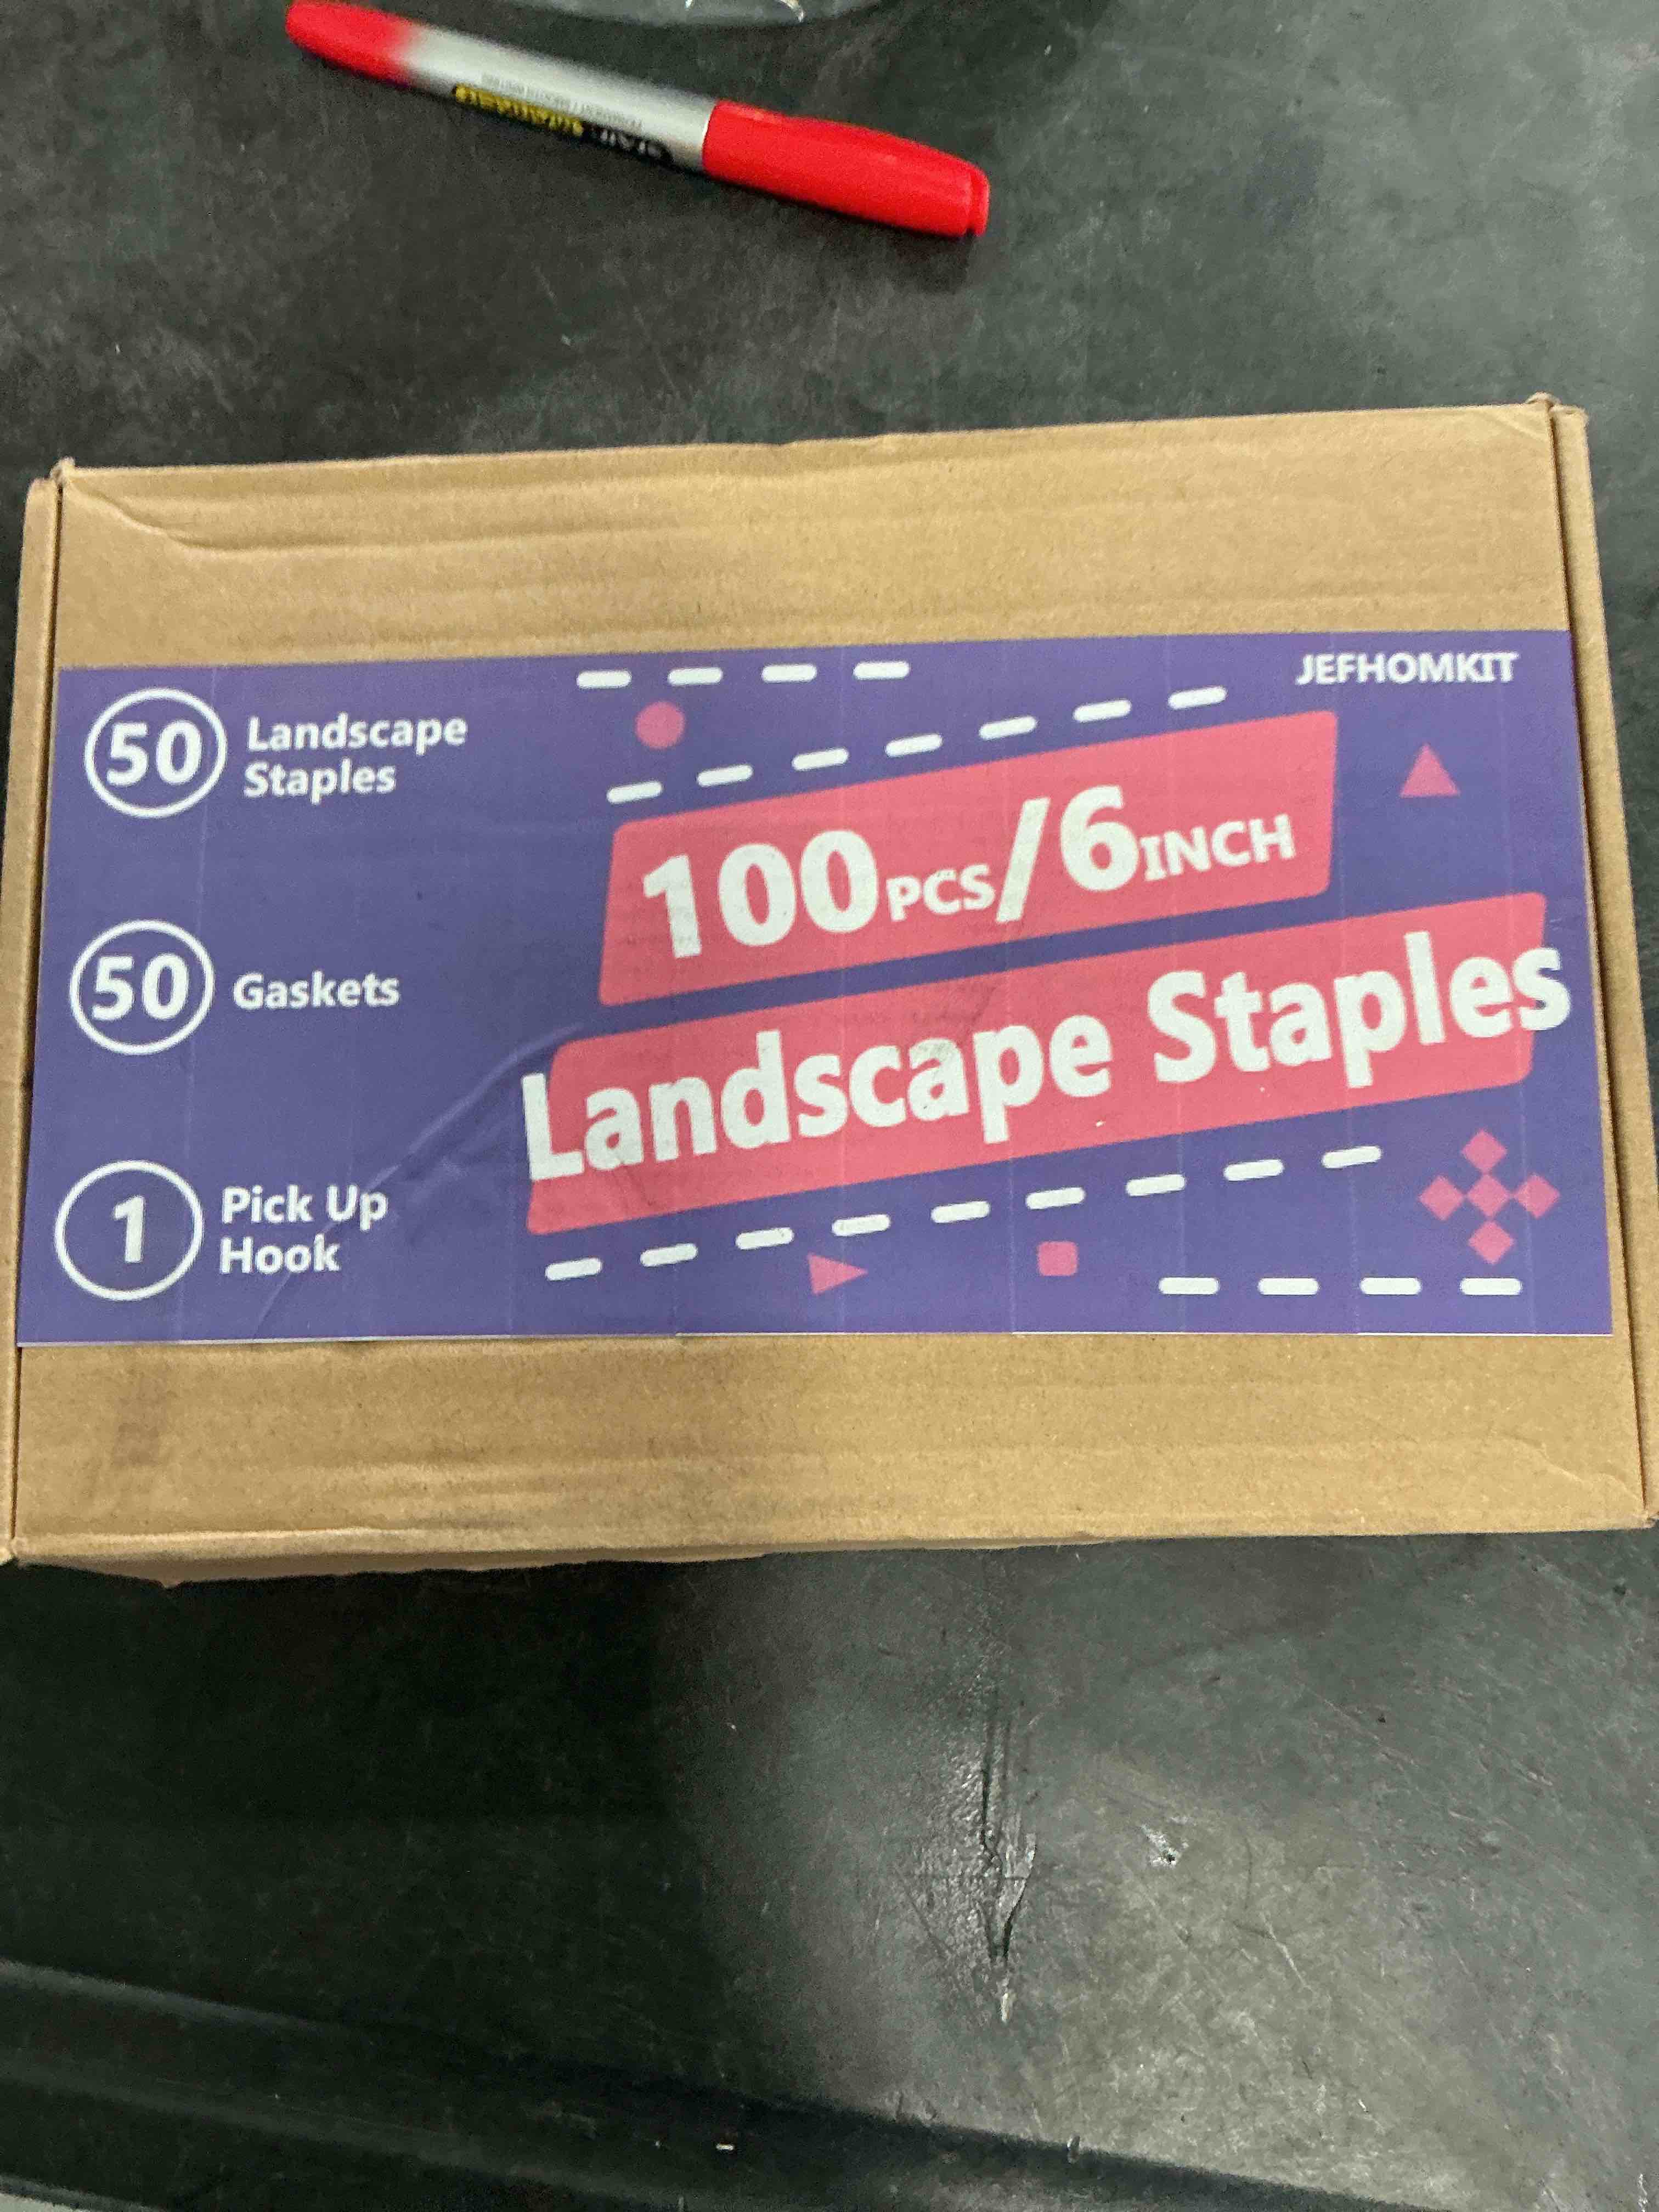 JEFHOMKIT
50 Landscape
Staples
50 Gaskets
1 Pick Up
Hook
100PCS/6INCH
Landscape Staples